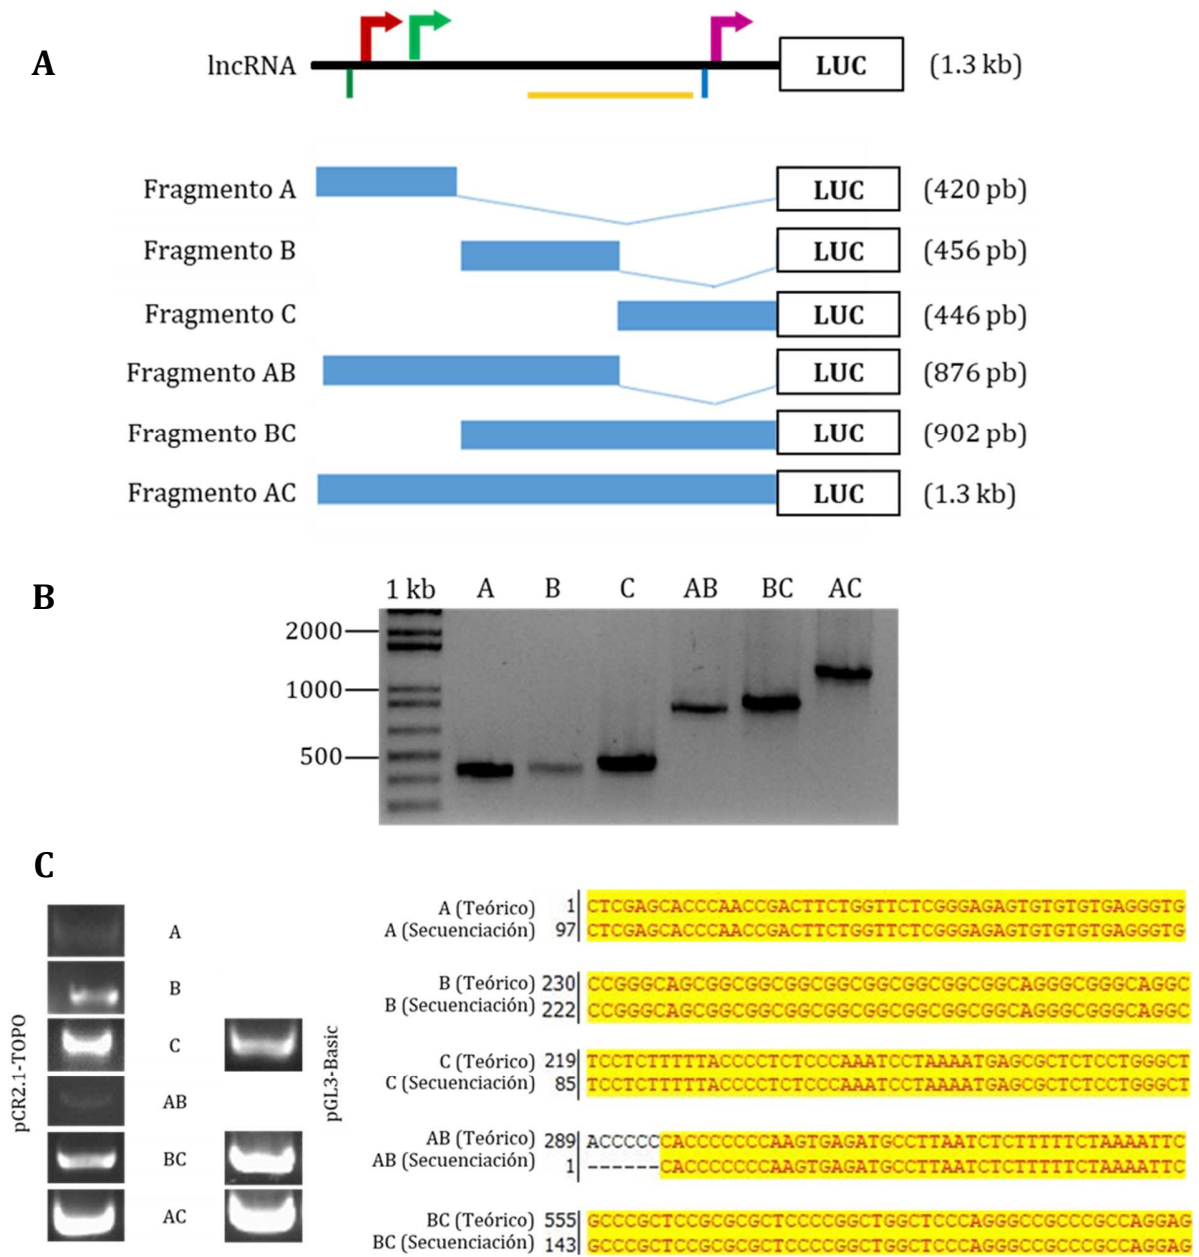 A
lncRNA LUC (1.3 kb)
Fragmento A LUC (420 pb)
Fragmento B LUC (456 pb)
Fragmento C LUC (446 pb)
Fragmento AB LUC (876 pb)
Fragmento BC LUC (902 pb)
Fragmento AC LUC (1.3 kb)
B
1 kb A B C AB BC AC
2000
1000
500
C
pCR2.1-TOPO
A
B
C
AB
BC
AC
pGL3-Basic
A (Teórico) 1 CTCGAGCACCCAACCGACTTCTGGTTCTCGGGAGAGTGTGTGTGAGGGTG
A (Secuenciación) 97 CTCGAGCACCCAACCGACTTCTGGTTCTCGGGAGAGTGTGTGTGAGGGTG
B (Teórico) 230 CCGGGCAGCGGCGGCGGCGGCGGCGGCGGCGGCGGCAGGGCGGGCAGGC
B (Secuenciación) 222 CCGGGCAGCGGCGGCGGCGGCGGCGGCGGCGGCGGCAGGGCGGGCAGGC
C (Teórico) 219 TCCTCTTTTTACCCCTCTCCCAAATCCTAAAATGAGCGCTCTCCTGGGCT
C (Secuenciación) 85 TCCTCTTTTTACCCCTCTCCCAAATCCTAAAATGAGCGCTCTCCTGGGCT
AB (Teórico) 289 ACCCCCCACCCCCCCAAGTGAGATGCCTTAATCTCTTTTTCTAAAATTC
AB (Secuenciación) 1 ------CACCCCCCCAAGTGAGATGCCTTAATCTCTTTTTCTAAAATTC
BC (Teórico) 555 GCCCGCTCCGCGCGCTCCCCGGCTGGCTCCCAGGGCCGCCCGCCAGGAG
BC (Secuenciación) 143 GCCCGCTCCGCGCGCTCCCCGGCTGGCTCCCAGGGCCGCCCGCCAGGAG